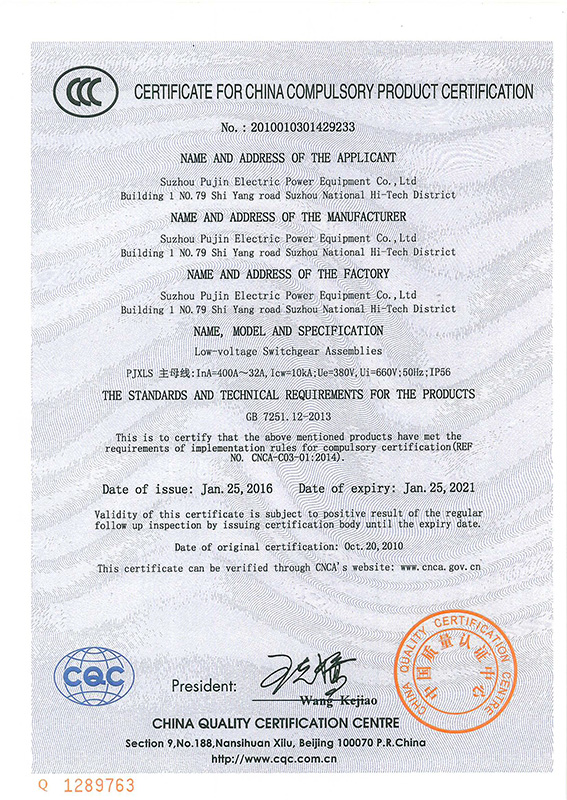 CCC
CERTIFICATE FOR CHINA COMPULSORY PRODUCT CERTIFICATION
No. : 2010010301429233
NAME AND ADDRESS OF THE APPLICANT
Suzhou Pujin Electric Power Equipment Co.,Ltd
Building 1 NO.79 Shi Yang road Suzhou National Hi-Tech District
NAME AND ADDRESS OF THE MANUFACTURER
Suzhou Pujin Electric Power Equipment Co.,Ltd
Building 1 NO.79 Shi Yang road Suzhou National Hi-Tech District
NAME AND ADDRESS OF THE FACTORY
Suzhou Pujin Electric Power Equipment Co.,Ltd
Building 1 NO.79 Shi Yang road Suzhou National Hi-Tech District
NAME, MODEL AND SPECIFICATION
Low-voltage Switchgear Assemblies
PJXLS 主母线:InA=400A~32A,Icw=10kA;Ue=380V,Ui=660V;50Hz;IP56
THE STANDARDS AND TECHNICAL REQUIREMENTS FOR THE PRODUCTS
GB 7251.12-2013
This is to certify that the above mentioned products have met the
requirements of implementation rules for compulsory certification(REF
NO. CNCA-C03-01:2014).
Date of issue: Jan.25,2016 Date of expiry: Jan.25,2021
Validity of this certificate is subject to positive result of the regular
follow up inspection by issuing certification body until the expiry date.
Date of original certification: Oct.20,2010
This certificate can be verified through CNCA's website: www.cnca.gov.cn
CHINA QUALITY CERTIFICATION CENTRE
中国质量认证中心
CQC
President:
Wang Kejiao
CHINA QUALITY CERTIFICATION CENTRE
Section 9,No.188,Nansihuan Xilu, Beijing 100070 P.R.China
http://www.cqc.com.cn
Q 1289763